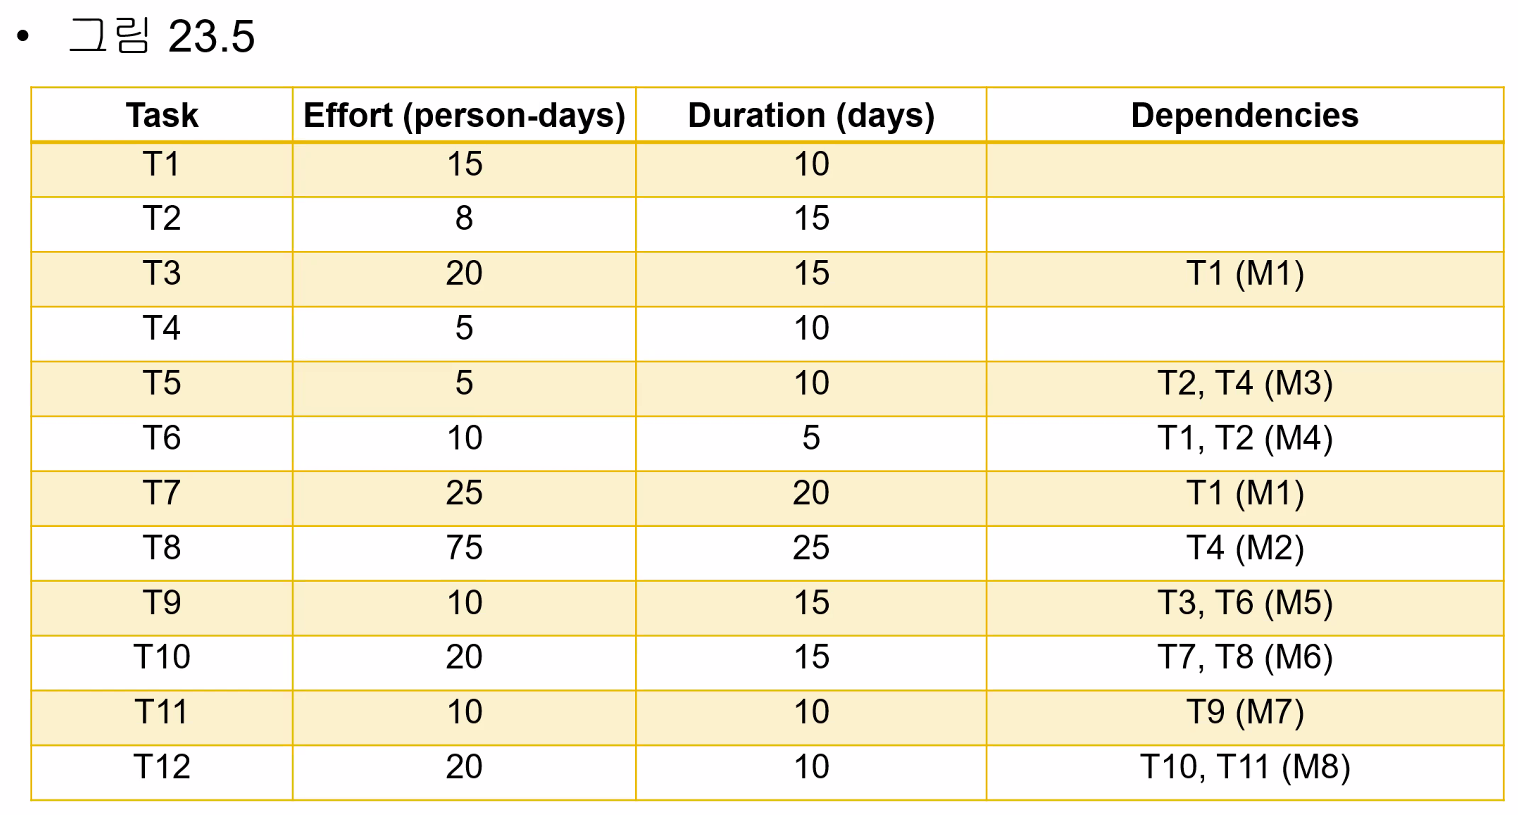 • 그림 23.5
Task Effort (person-days) Duration (days) Dependencies
T1 15 10
T2 8 15
T3 20 15 T1 (M1)
T4 5 10
T5 5 10 T2, T4 (M3)
T6 10 5 T1, T2 (M4)
T7 25 20 T1 (M1)
T8 75 25 T4 (M2)
T9 10 15 T3, T6 (M5)
T10 20 15 T7, T8 (M6)
T11 10 10 T9 (M7)
T12 20 10 T10, T11 (M8)